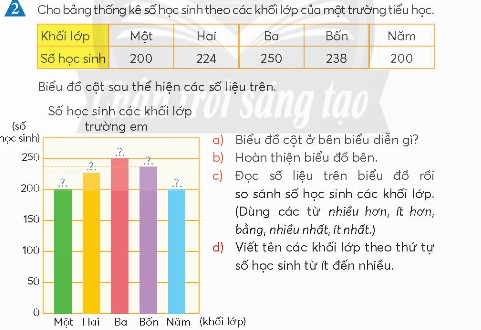 2 Cho bảng thống kê số học sinh theo các khối lớp của một trường tiểu học.
Khối lớp Một Hai Ba Bốn Năm
Số học sinh 200 224 250 238 200
Biểu đồ cột sau thể hiện các số liệu trên.
Số học sinh các khối lớp
trường em
(số
học sinh)
250
200
150
100
50
0
.?. .?. .?. .?. .?.
Một Hai Ba Bốn Năm (khối lớp)
a) Biểu đồ cột ở bên biểu diễn gì?
b) Hoàn thiện biểu đồ bên.
c) Đọc số liệu trên biểu đồ rồi
so sánh số học sinh các khối lớp.
(Dùng các từ nhiều hơn, ít hơn,
bằng, nhiều nhất, ít nhất.)
d) Viết tên các khối lớp theo thứ tự
số học sinh từ ít đến nhiều.
Chân trời sáng tạo